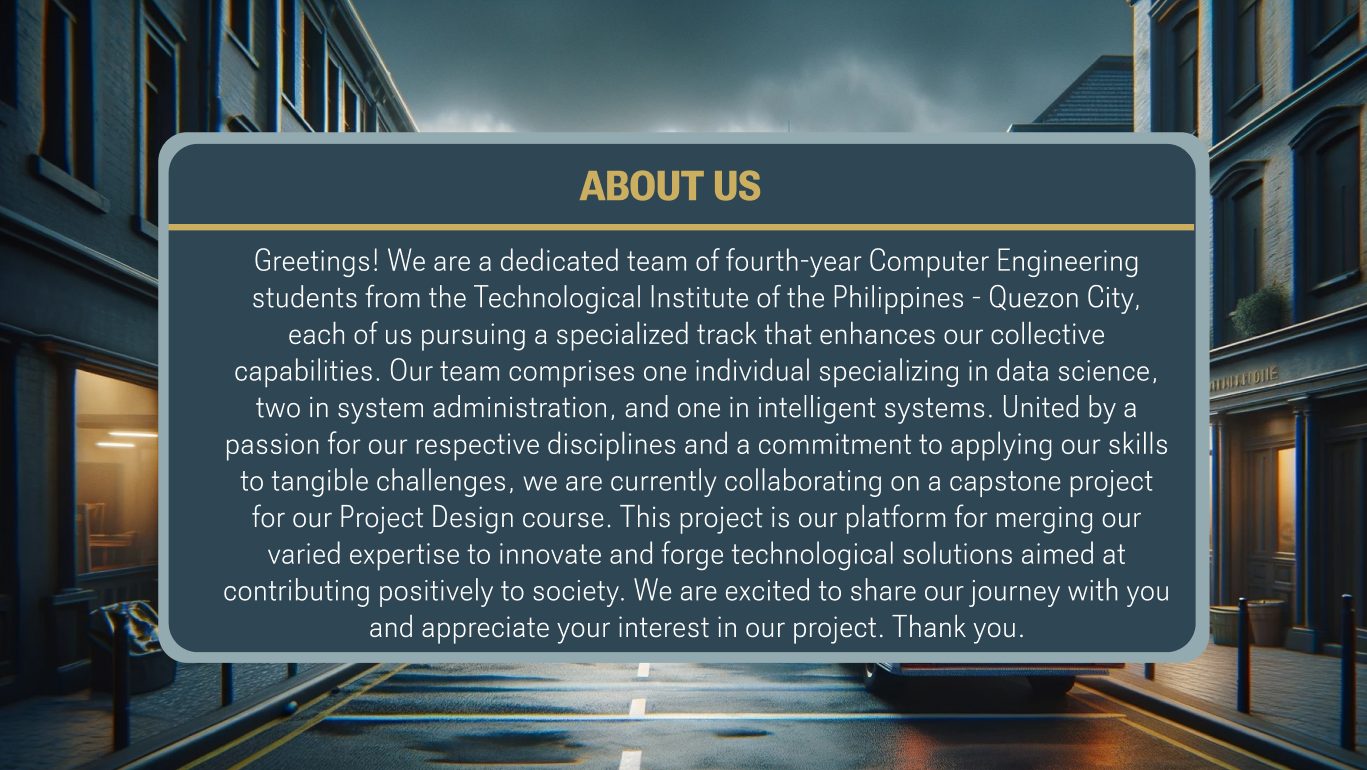 ABOUT US
Greetings! We are a dedicated team of fourth-year Computer Engineering
students from the Technological Institute of the Philippines - Quezon City,
each of us pursuing a specialized track that enhances our collective
capabilities. Our team comprises one individual specializing in data science,
two in system administration, and one in intelligent systems. United by a
passion for our respective disciplines and a commitment to applying our skills
to tangible challenges, we are currently collaborating on a capstone project
for our Project Design course. This project is our platform for merging our
varied expertise to innovate and forge technological solutions aimed at
contributing positively to society. We are excited to share our journey with you
and appreciate your interest in our project. Thank you.